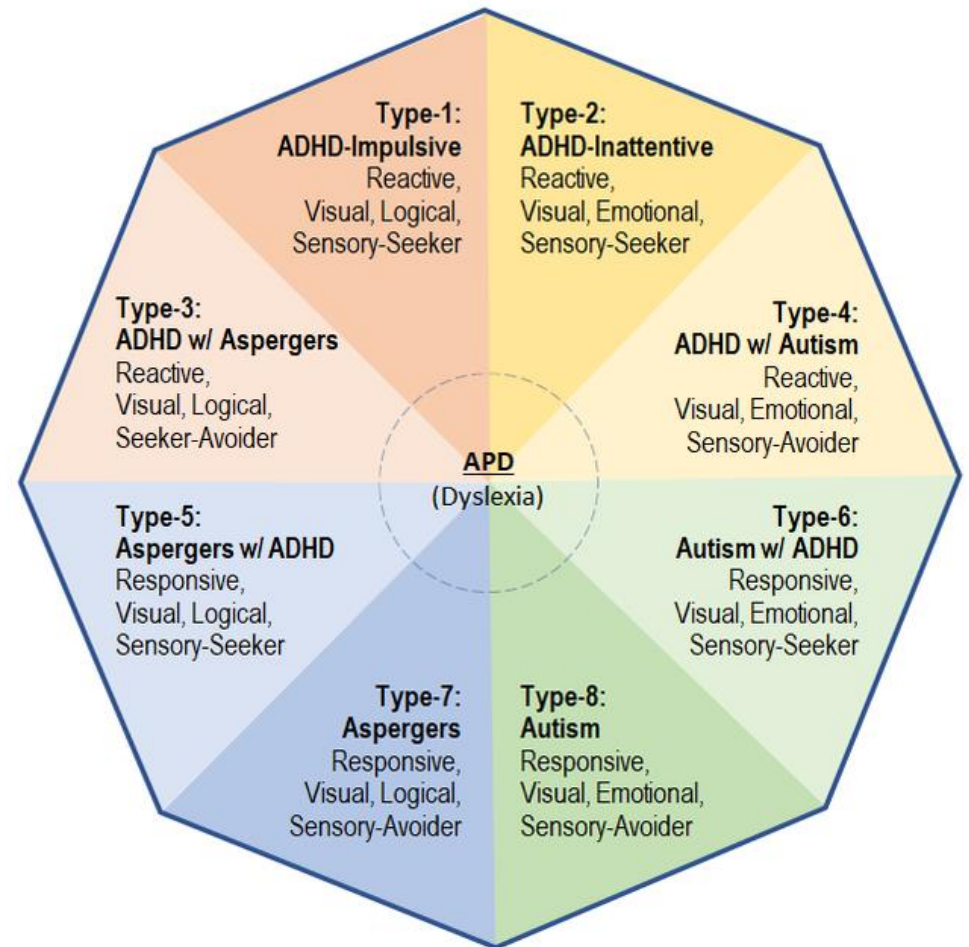 Type-1:
ADHD-Impulsive
Reactive,
Visual, Logical,
Sensory-Seeker
Type-2:
ADHD-Inattentive
Reactive,
Visual, Emotional,
Sensory-Seeker
Type-3:
ADHD w/ Aspergers
Reactive,
Visual, Logical,
Seeker-Avoider
Type-4:
ADHD w/ Autism
Reactive,
Visual, Emotional,
Sensory-Avoider
APD
(Dyslexia)
Type-5:
Aspergers w/ ADHD
Responsive,
Visual, Logical,
Sensory-Seeker
Type-6:
Autism w/ ADHD
Responsive,
Visual, Emotional,
Sensory-Seeker
Type-7:
Aspergers
Responsive,
Visual, Logical,
Sensory-Avoider
Type-8:
Autism
Responsive,
Visual, Emotional,
Sensory-Avoider